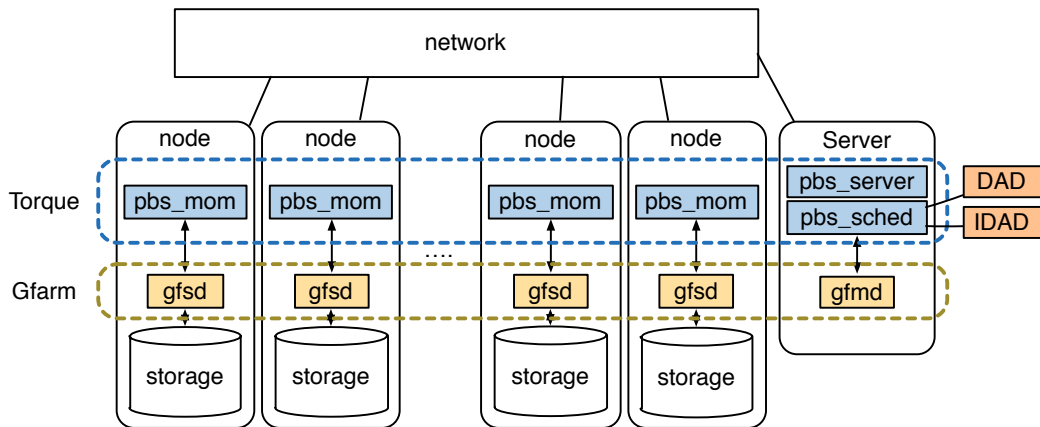 network
node
node
node
node
Server
Torque
pbs_mom
pbs_mom
pbs_mom
pbs_mom
pbs_server
pbs_sched
DAD
IDAD
....
Gfarm
gfsd
gfsd
gfsd
gfsd
gfmd
storage
storage
storage
storage